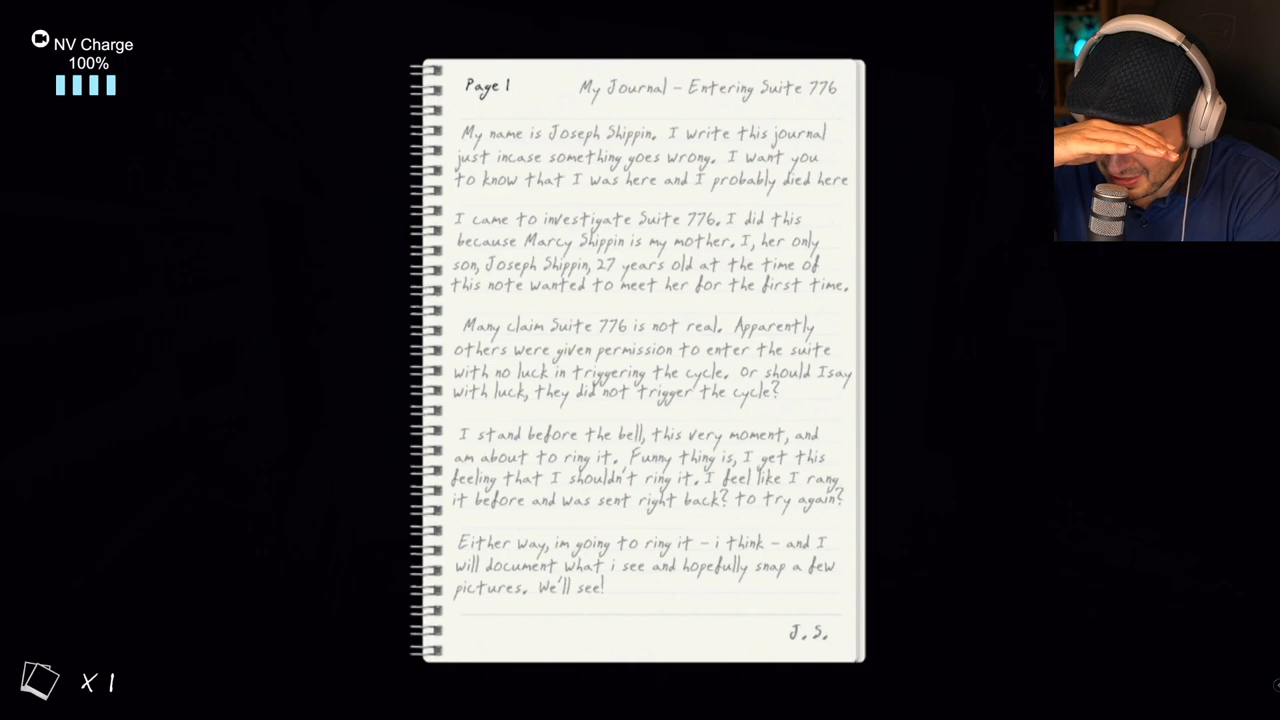 NV Charge
100%
Page 1
My Journal - Entering Suite 776
My name is Joseph Shippin. I write this journal
just incase something goes wrong. I want you
to know that I was here and I probably died here
I came to investigate Suite 776. I did this
because Marcy Shippin is my mother. I, her only
son, Joseph Shippin, 27 years old at the time of
this note wanted to meet her for the first time.
Many claim Suite 776 is not real. Apparently
others were given permission to enter the suite
with no luck in triggering the cycle. Or should I say
with luck, they did not trigger the cycle?
I stand before the bell, this very moment, and
am about to ring it. Funny thing is, I get this
feeling that I shouldn't ring it. I feel like I rang
it before and was sent right back? to try again?
Either way, im going to ring it - i think - and I
will document what i see and hopefully snap a few
pictures. We'll see!
J.S.
X 1